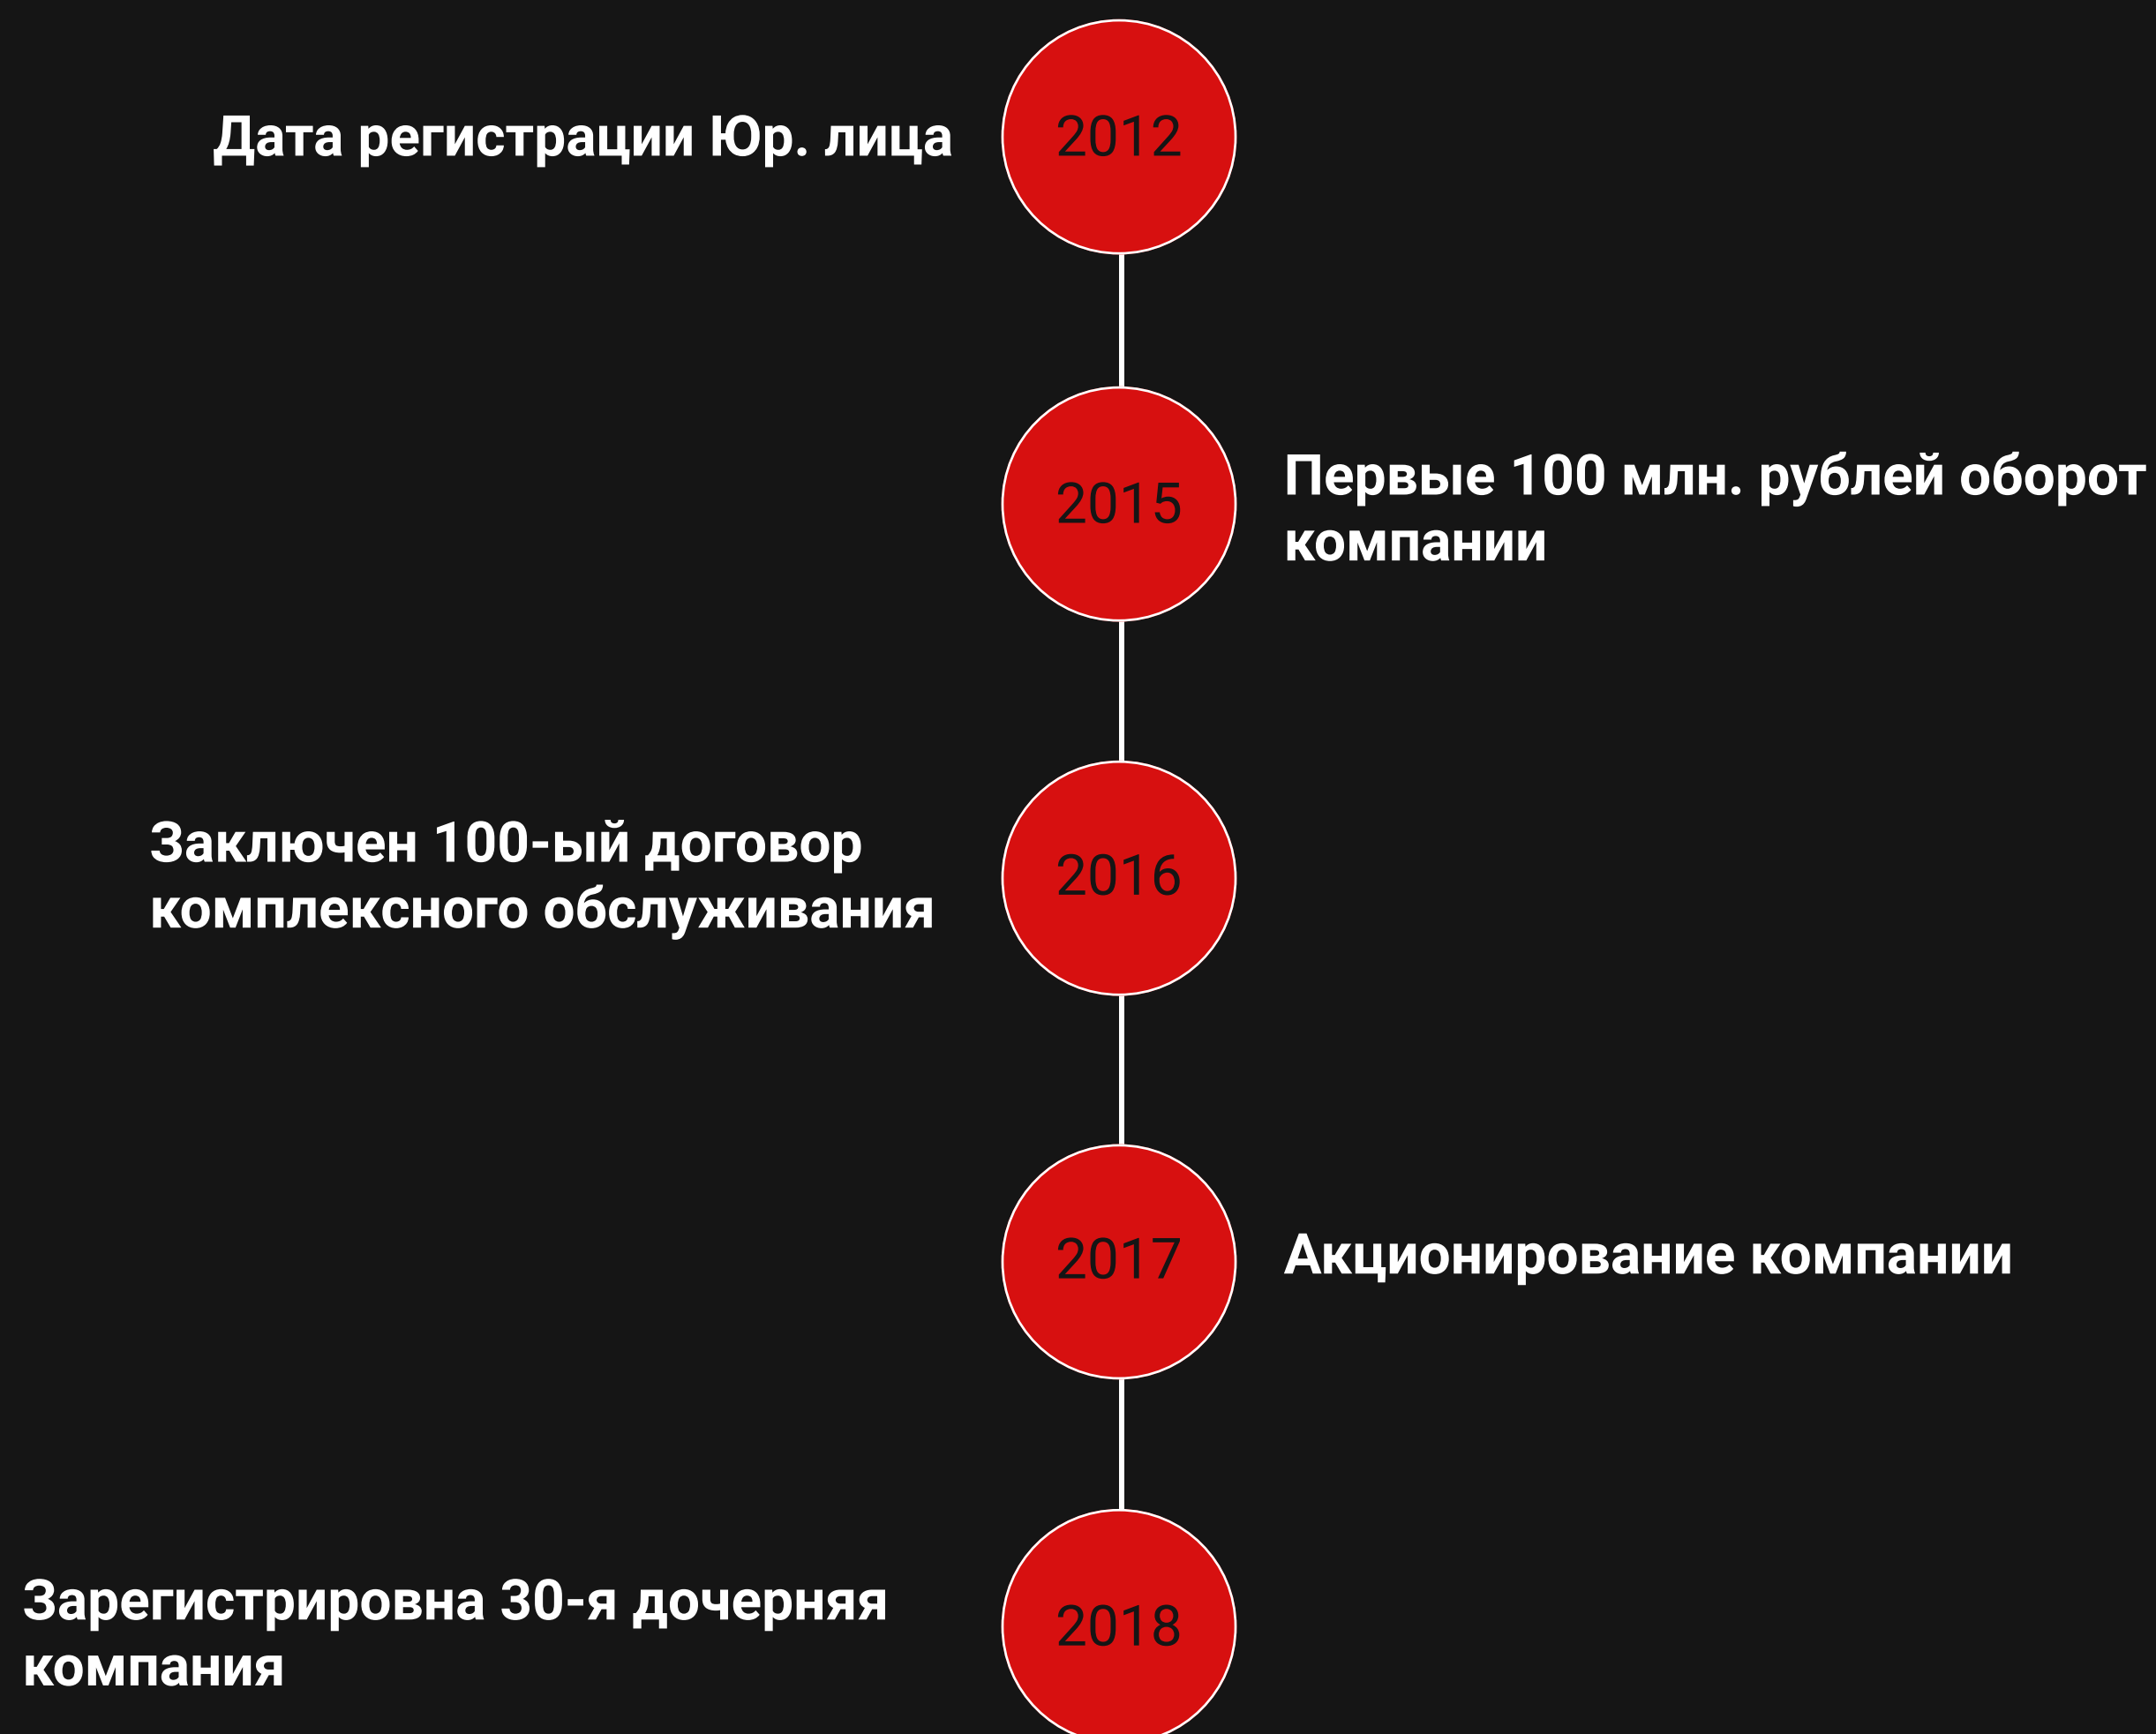 Дата регистрации Юр. лица
2012
2015
Первые 100 млн. рублей оборот
компании
2016
Заключен 100-ый договор
комплексного обслуживания
2017
Акционирование компании
2018
Зарегистрирована 30-я дочерняя
компания